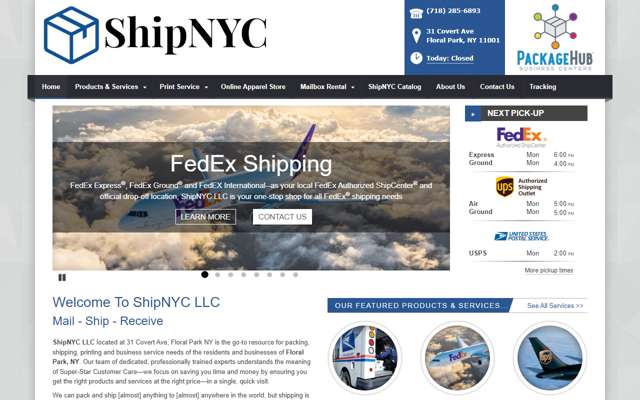 ShipNYC
(718) 285-6893
31 Covert Ave
Floral Park, NY 11001
Today: Closed
PACKAGEHUB
BUSINESS CENTERS
Home Products & Services Print Service Online Apparel Store Mailbox Rental ShipNYC Catalog About Us Contact Us Tracking
FedEx Shipping
FedEx Express®, FedEx Ground® and FedEX International–as your local FedEx Authorized ShipCenter® and
official drop-off location, ShipNYC LLC is your one-stop shop for all FedEx® shipping needs
LEARN MORE CONTACT US
» NEXT PICK-UP
FedEx
Authorized ShipCenter
Express Mon 6:00 PM
Ground Mon 4:00 PM
ups
Authorized
Shipping
Outlet
Air Mon 5:00 PM
Ground Mon 5:00 PM
UNITED STATES
POSTAL SERVICE
USPS Mon 2:00 PM
More pickup times
Welcome To ShipNYC LLC
Mail - Ship - Receive
ShipNYC LLC located at 31 Covert Ave, Floral Park NY is the go-to resource for packing,
shipping, printing and business service needs of the residents and businesses of Floral
Park, NY. Our team of dedicated, professionally trained experts understands the meaning
of Super-Star Customer Care—we focus on saving you time and money by ensuring you
get the right products and services at the right price—in a single, quick visit.
We can pack and ship [almost] anything to [almost] anywhere in the world, but shipping is
OUR FEATURED PRODUCTS & SERVICES... See All Services >>